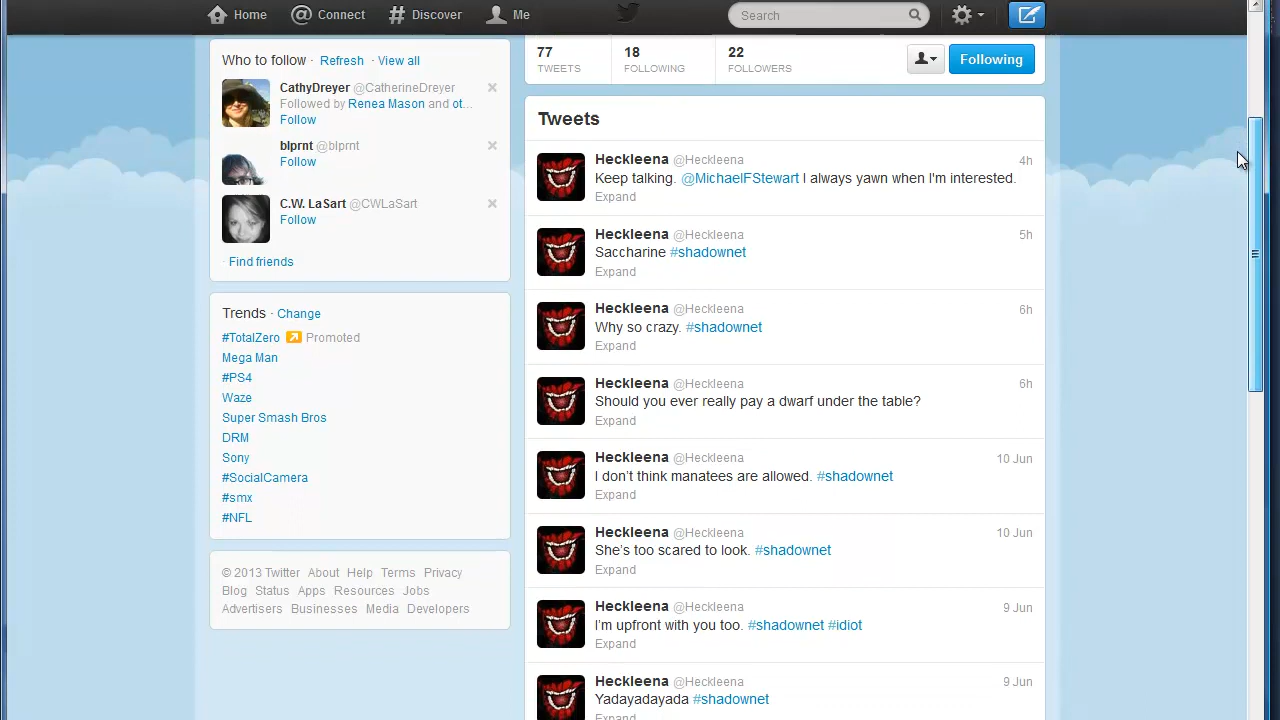 Home Connect Discover Me Search
Who to follow · Refresh · View all
CathyDreyer @CatherineDreyer
Followed by Renea Mason and ot...
Follow
blprnt @blprnt
Follow
C.W. LaSart @CWLaSart
Follow
· Find friends
Trends · Change
#TotalZero Promoted
Mega Man
#PS4
Waze
Super Smash Bros
DRM
Sony
#SocialCamera
#smx
#NFL
© 2013 Twitter About Help Terms Privacy
Blog Status Apps Resources Jobs
Advertisers Businesses Media Developers
77 18 22
TWEETS FOLLOWING FOLLOWERS
Following
Tweets
Heckleena @Heckleena 4h
Keep talking. @MichaelFStewart I always yawn when I'm interested.
Expand
Heckleena @Heckleena 5h
Saccharine #shadownet
Expand
Heckleena @Heckleena 6h
Why so crazy. #shadownet
Expand
Heckleena @Heckleena 6h
Should you ever really pay a dwarf under the table?
Expand
Heckleena @Heckleena 10 Jun
I don’t think manatees are allowed. #shadownet
Expand
Heckleena @Heckleena 10 Jun
She’s too scared to look. #shadownet
Expand
Heckleena @Heckleena 9 Jun
I’m upfront with you too. #shadownet #idiot
Expand
Heckleena @Heckleena 9 Jun
Yadayadayada #shadownet
Expand